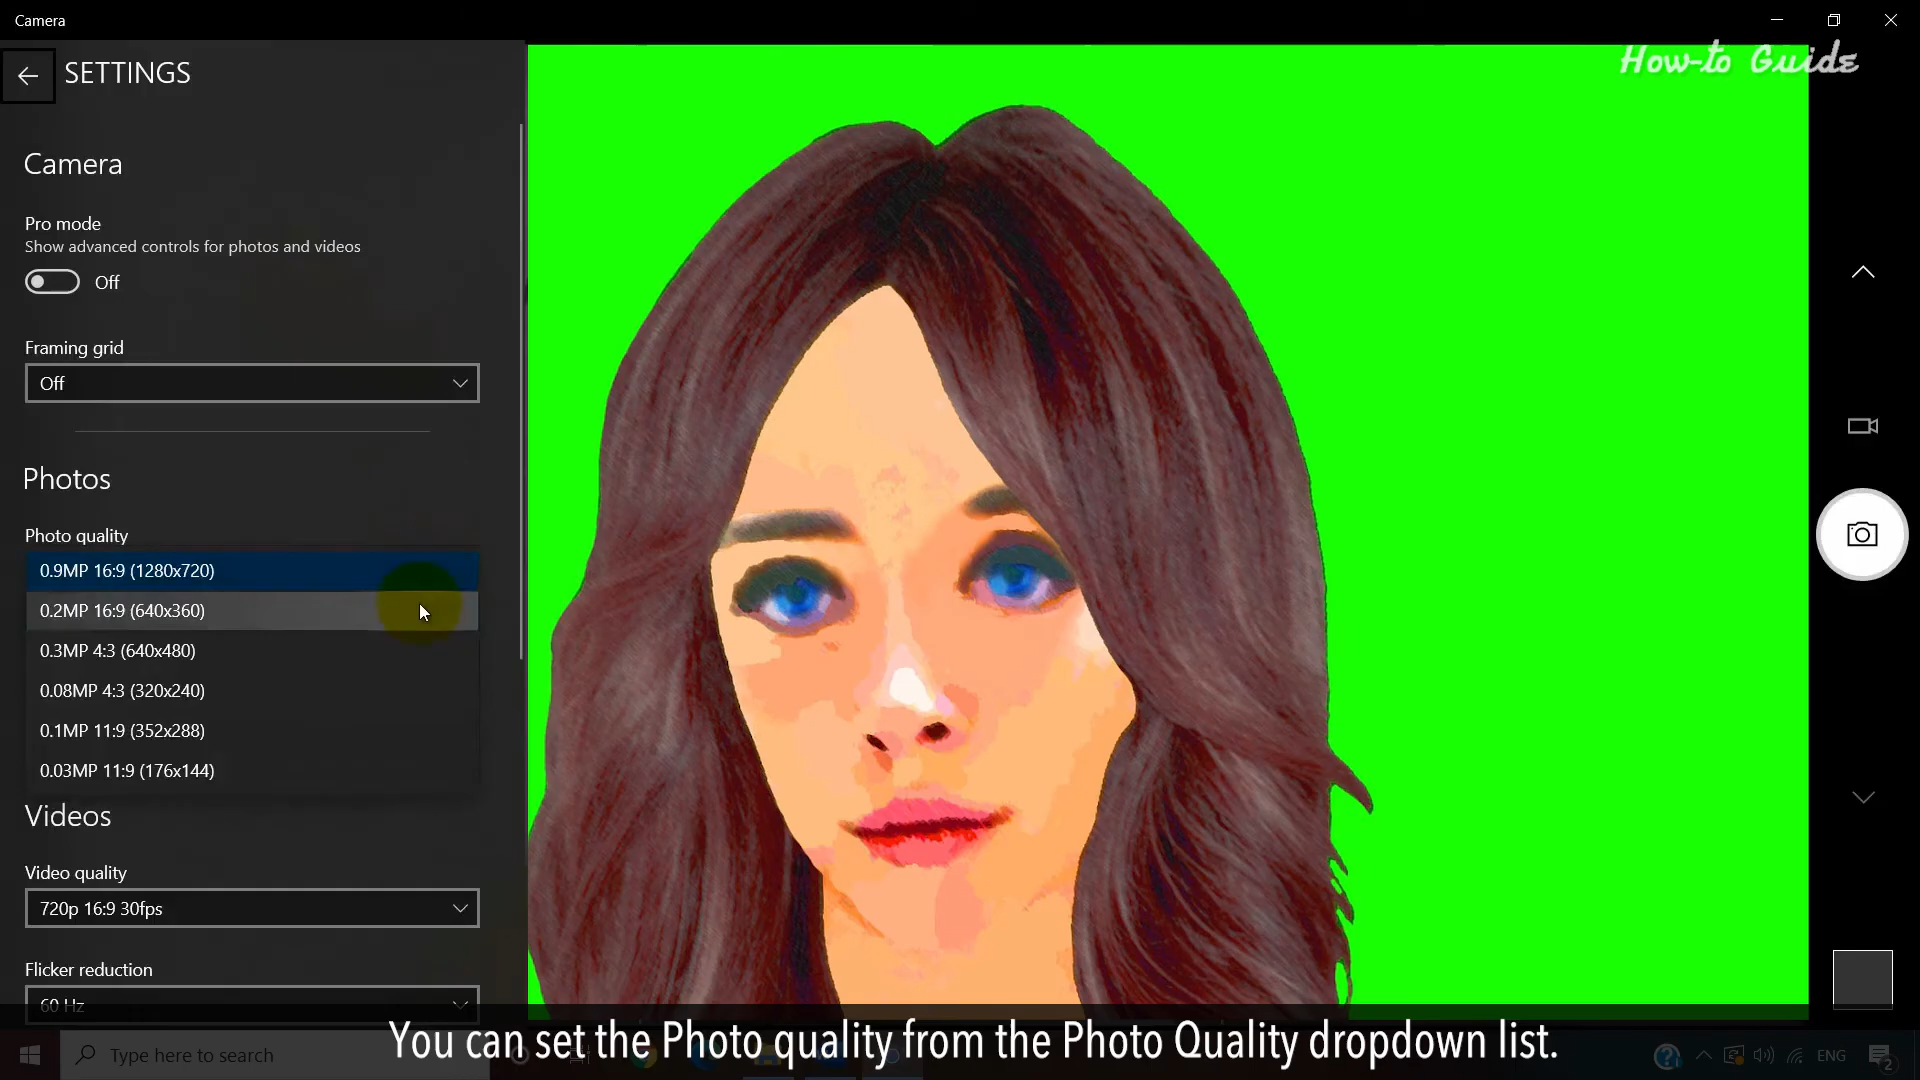 Camera
How-to Guide
SETTINGS
Camera
Pro mode
Show advanced controls for photos and videos
Off
Framing grid
Off
Photos
Photo quality
0.9MP 16:9 (1280x720)
0.2MP 16:9 (640x360)
0.3MP 4:3 (640x480)
0.08MP 4:3 (320x240)
0.1MP 11:9 (352x288)
0.03MP 11:9 (176x144)
Videos
Video quality
720p 16:9 30fps
Flicker reduction
60 Hz
You can set the Photo quality from the Photo Quality dropdown list.
Type here to search
ENG
2